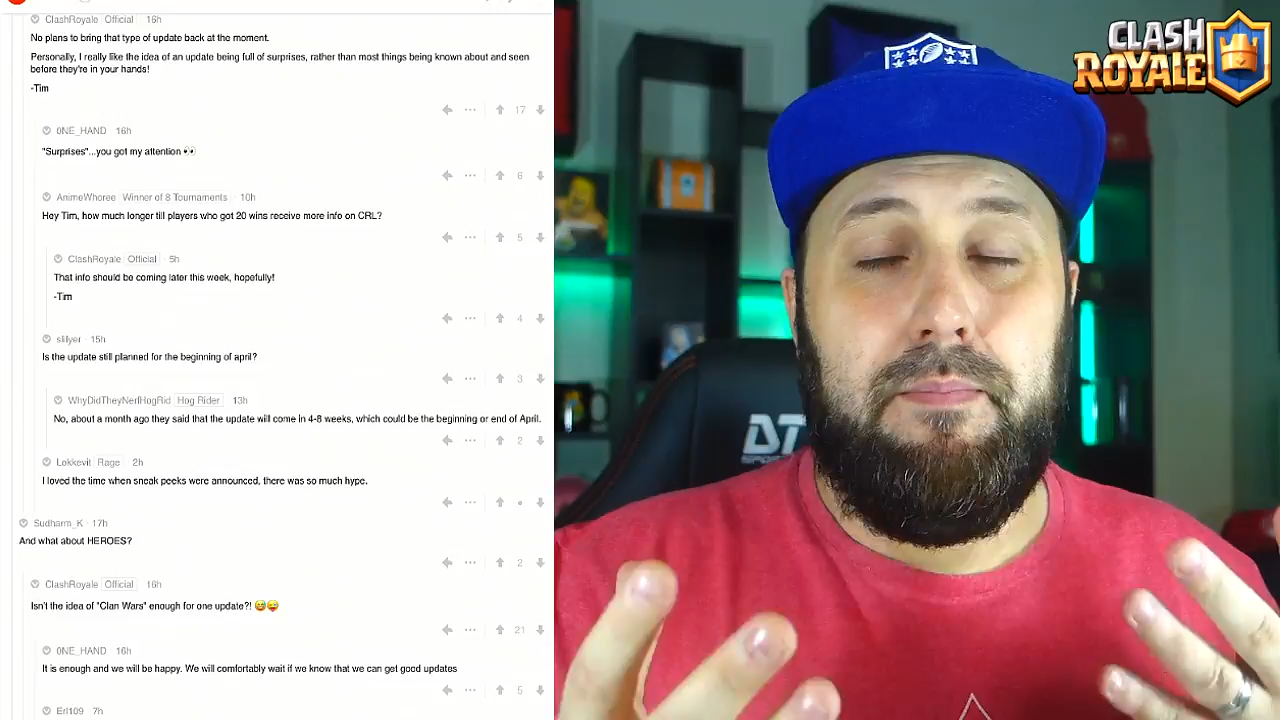 ClashRoyale Official · 16h
No plans to bring that type of update back at the moment.
Personally, I really like the idea of an update being full of surprises, rather than most things being known about and seen
before they're in your hands!
-Tim
17
0NE_HAND · 16h
"Surprises"...you got my attention 👀
6
AnimeWhoree Winner of 8 Tournaments · 10h
Hey Tim, how much longer till players who got 20 wins receive more info on CRL?
5
ClashRoyale Official · 5h
That info should be coming later this week, hopefully!
-Tim
4
slilyer · 15h
Is the update still planned for the beginning of april?
3
WhyDidTheyNerfHogRid Hog Rider · 13h
No, about a month ago they said that the update will come in 4-8 weeks, which could be the beginning or end of April.
2
Lokkevit Rage · 2h
I loved the time when sneak peeks were announced, there was so much hype.
•
Sudharm_K · 17h
And what about HEROES?
2
ClashRoyale Official · 16h
Isn't the idea of "Clan Wars" enough for one update?! 😅😜
21
0NE_HAND · 16h
It is enough and we will be happy. We will comfortably wait if we know that we can get good updates
5
Erl109 · 7h
CLASH
ROYALE
DT